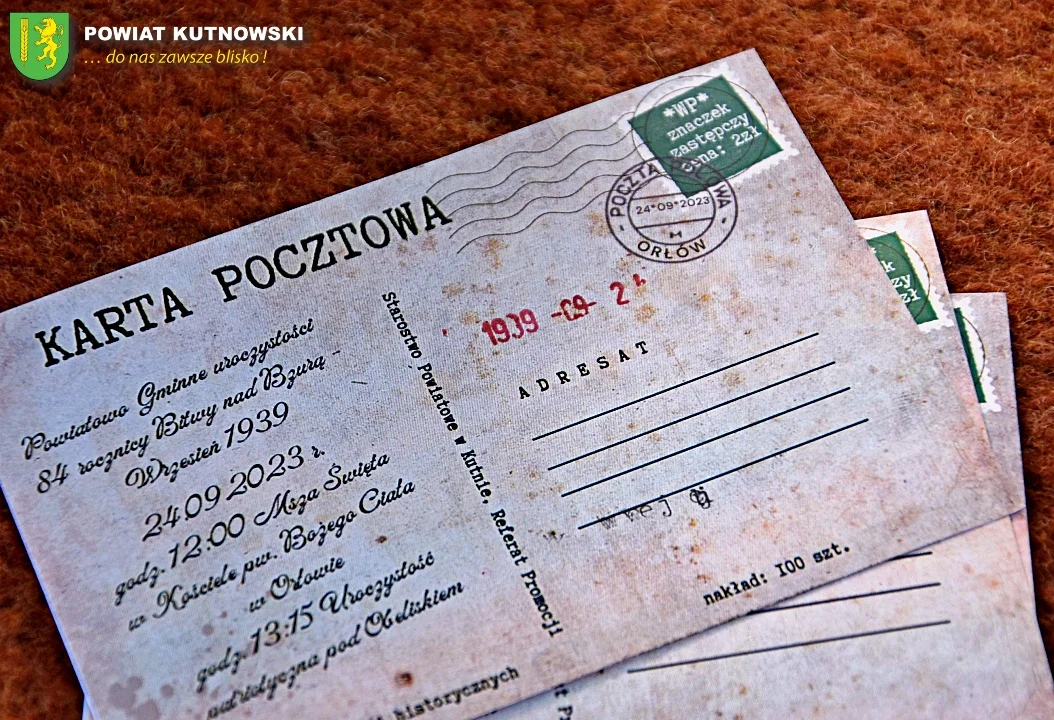 POWIAT KUTNOWSKI
... do nas zawsze blisko!
*WP*
znaczek
zastępczy
cena: 2zł
POCZTA POLOWA
24*09*2023
ORŁÓW
KARTA POCZTOWA
Powiatowo Gminne uroczystości
84 rocznicy Bitwy nad Bzurą -
Wrzesień 1939
24.09.2023 r.
godz. 12:00 Msza Święta
w Kościele pw. Bożego Ciała
w Orłowie
godz. 13:15 Uroczystość
patriotyczna pod Obeliskiem
Starostwo Powiatowe w Kutnie, Referat Promocji
1939 -09- 2
ADRESAT
nakład: 100 szt.
historycznych